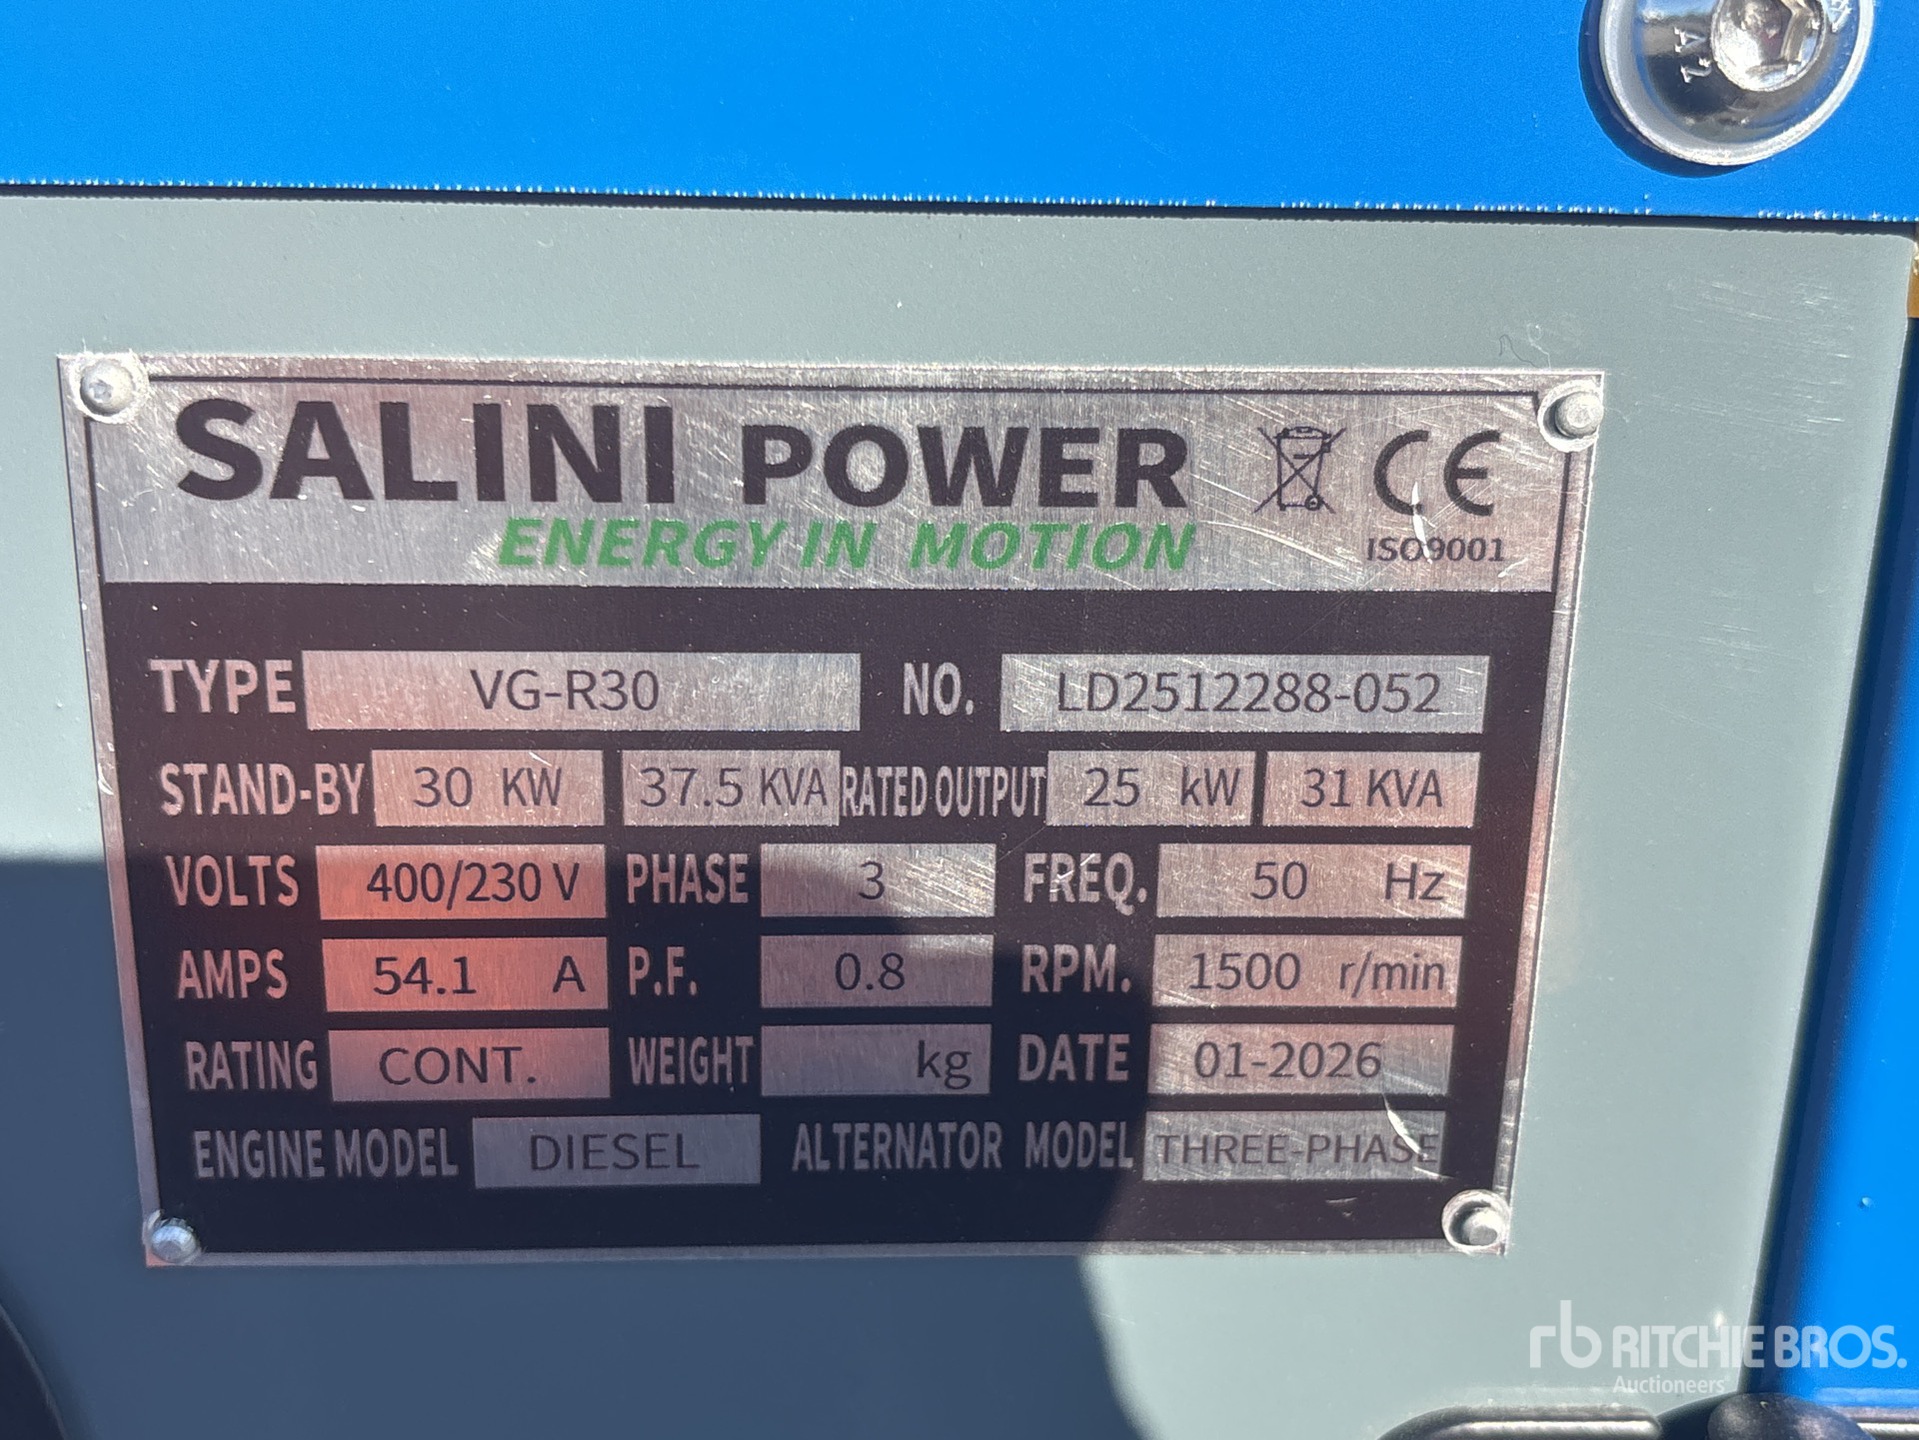 SALINI POWER CE
ENERGY IN MOTION ISO9001
TYPE VG-R30 NO. LD2512288-052
STAND-BY 30 KW 37.5 KVA RATED OUTPUT 25 kW 31 KVA
VOLTS 400/230 V PHASE 3 FREQ. 50 Hz
AMPS 54.1 A P.F. 0.8 RPM. 1500 r/min
RATING CONT. WEIGHT kg DATE 01-2026
ENGINE MODEL DIESEL ALTERNATOR MODEL THREE-PHASE
rb RITCHIE BROS.
Auctioneers